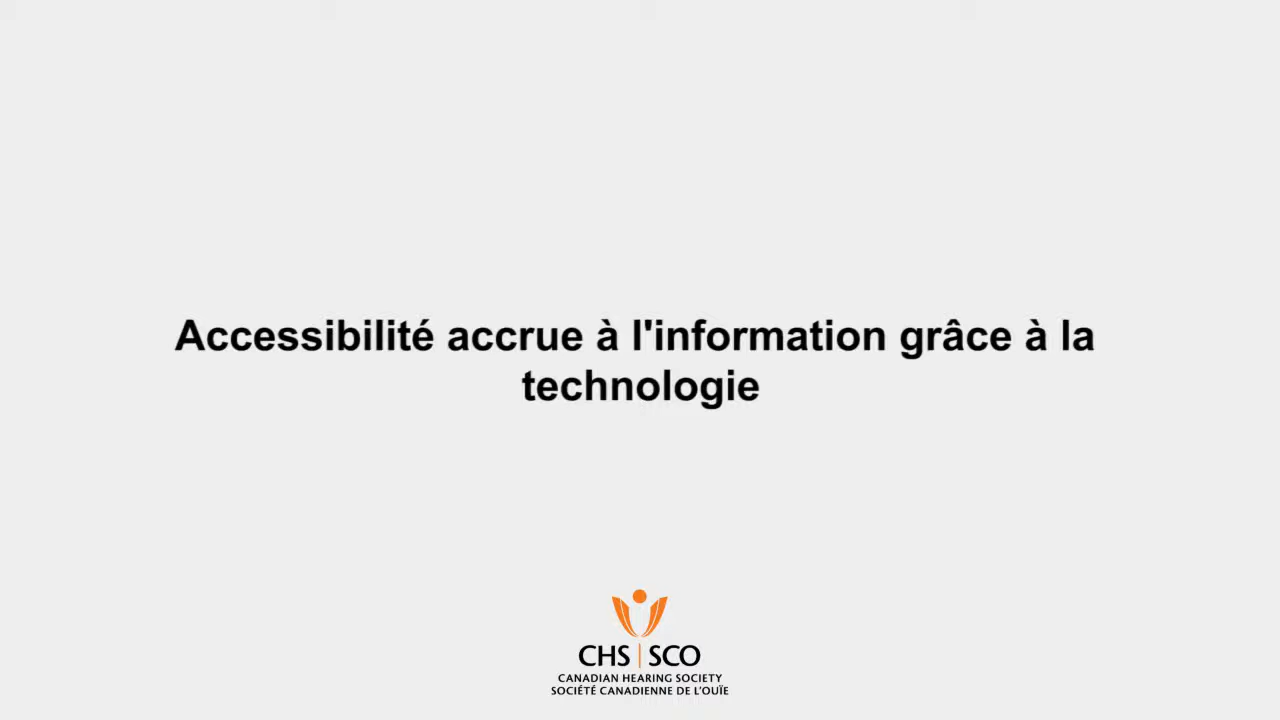 Accessibilité accrue à l'information grâce à la
technologie
CHS | SCO
CANADIAN HEARING SOCIETY
SOCIÉTÉ CANADIENNE DE L'OUÏE